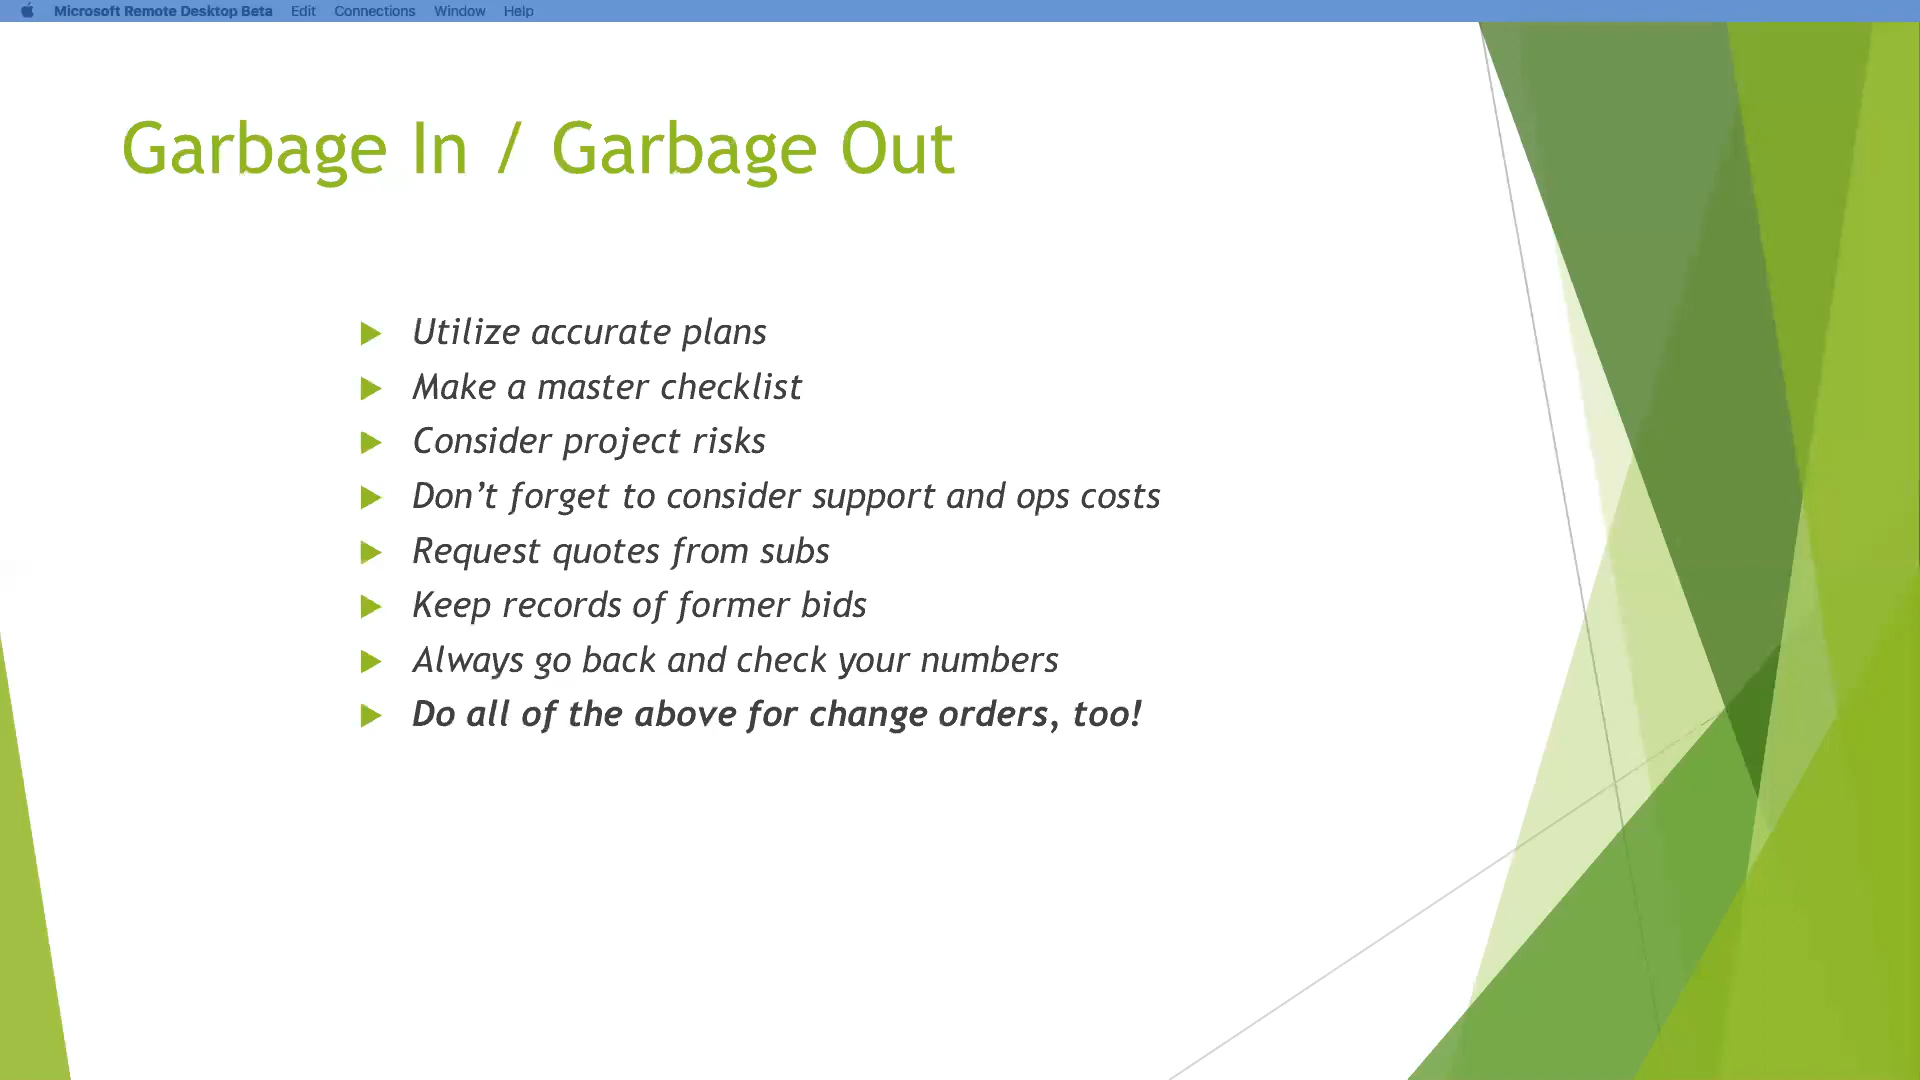 Microsoft Remote Desktop Beta Edit Connections Window Help
Garbage In / Garbage Out
Utilize accurate plans
Make a master checklist
Consider project risks
Don’t forget to consider support and ops costs
Request quotes from subs
Keep records of former bids
Always go back and check your numbers
Do all of the above for change orders, too!